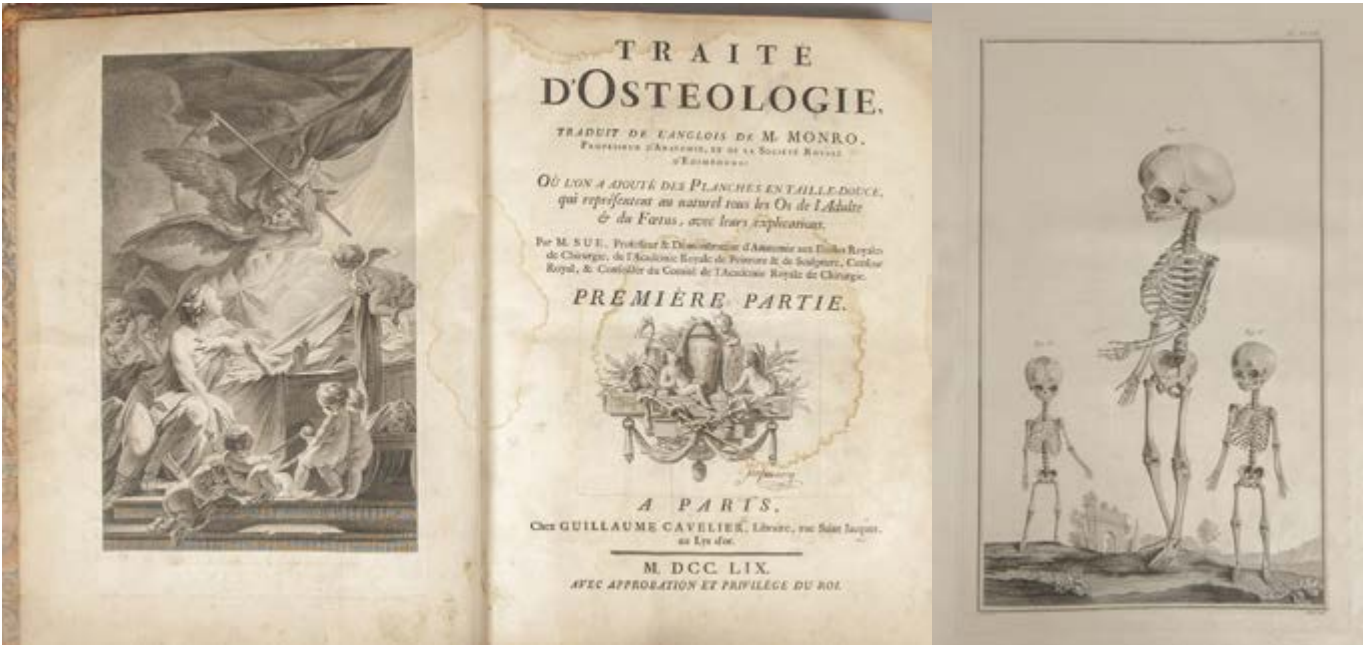 TRAITÉ
D'OSTEOLOGIE,
TRADUIT DE L'ANGLOIS DE M. MONRO,
PROFESSEUR D'ANATOMIE, ET DE LA SOCIETÉ ROYALE
D'EDIMBOURG:
OÙ L'ON A AJOUTÉ DES PLANCHES EN TAILLE-DOUCE,
qui repréſentent au naturel tous les Os de l'Adulte
& du Fœtus, avec leurs explications.
Par M. SUE, Profeſſeur & Démonſtrateur d'Anatomie aux Ecoles Royales
de Chirurgie, de l'Académie Royale de Peinture & de Sculpture, Cenſeur
Royal, & Conſeiller du Comité de l'Académie Royale de Chirurgie.
PREMIÈRE PARTIE.
A PARIS,
Chez GUILLAUME CAVELIER, Libraire, rue Saint Jacques,
au Lys d'or.
M. DCC. LIX.
AVEC APPROBATION ET PRIVILÉGE DU ROI.